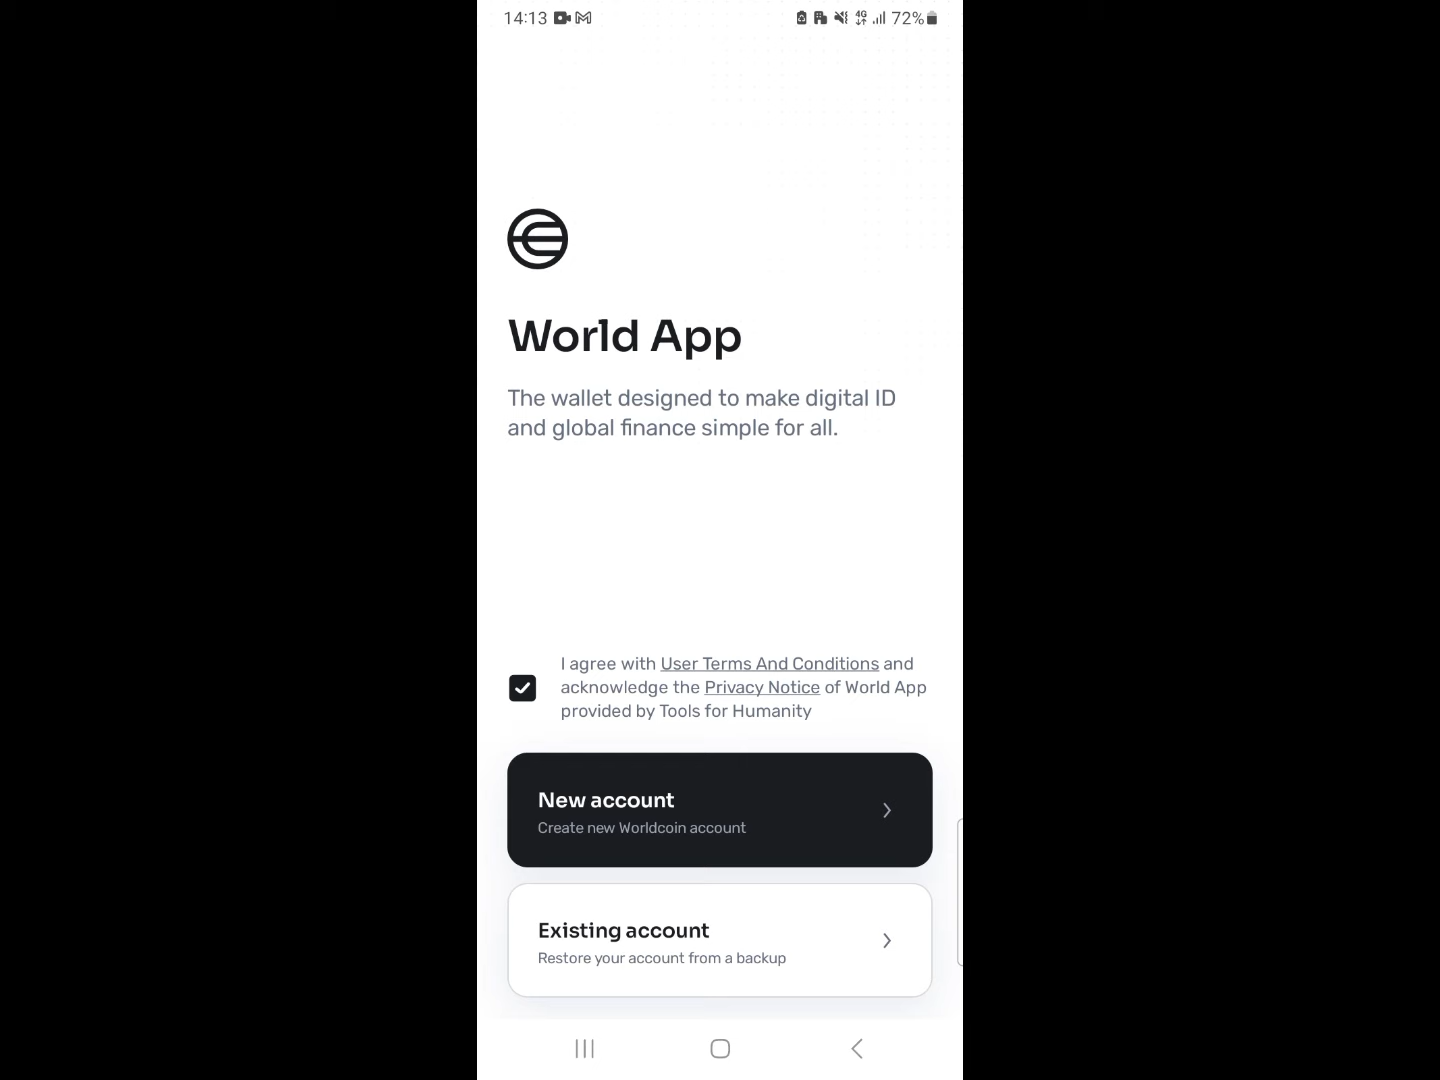 14:13
4G 72%
World App
The wallet designed to make digital ID
and global finance simple for all.
I agree with User Terms And Conditions and
acknowledge the Privacy Notice of World App
provided by Tools for Humanity
New account
Create new Worldcoin account
Existing account
Restore your account from a backup